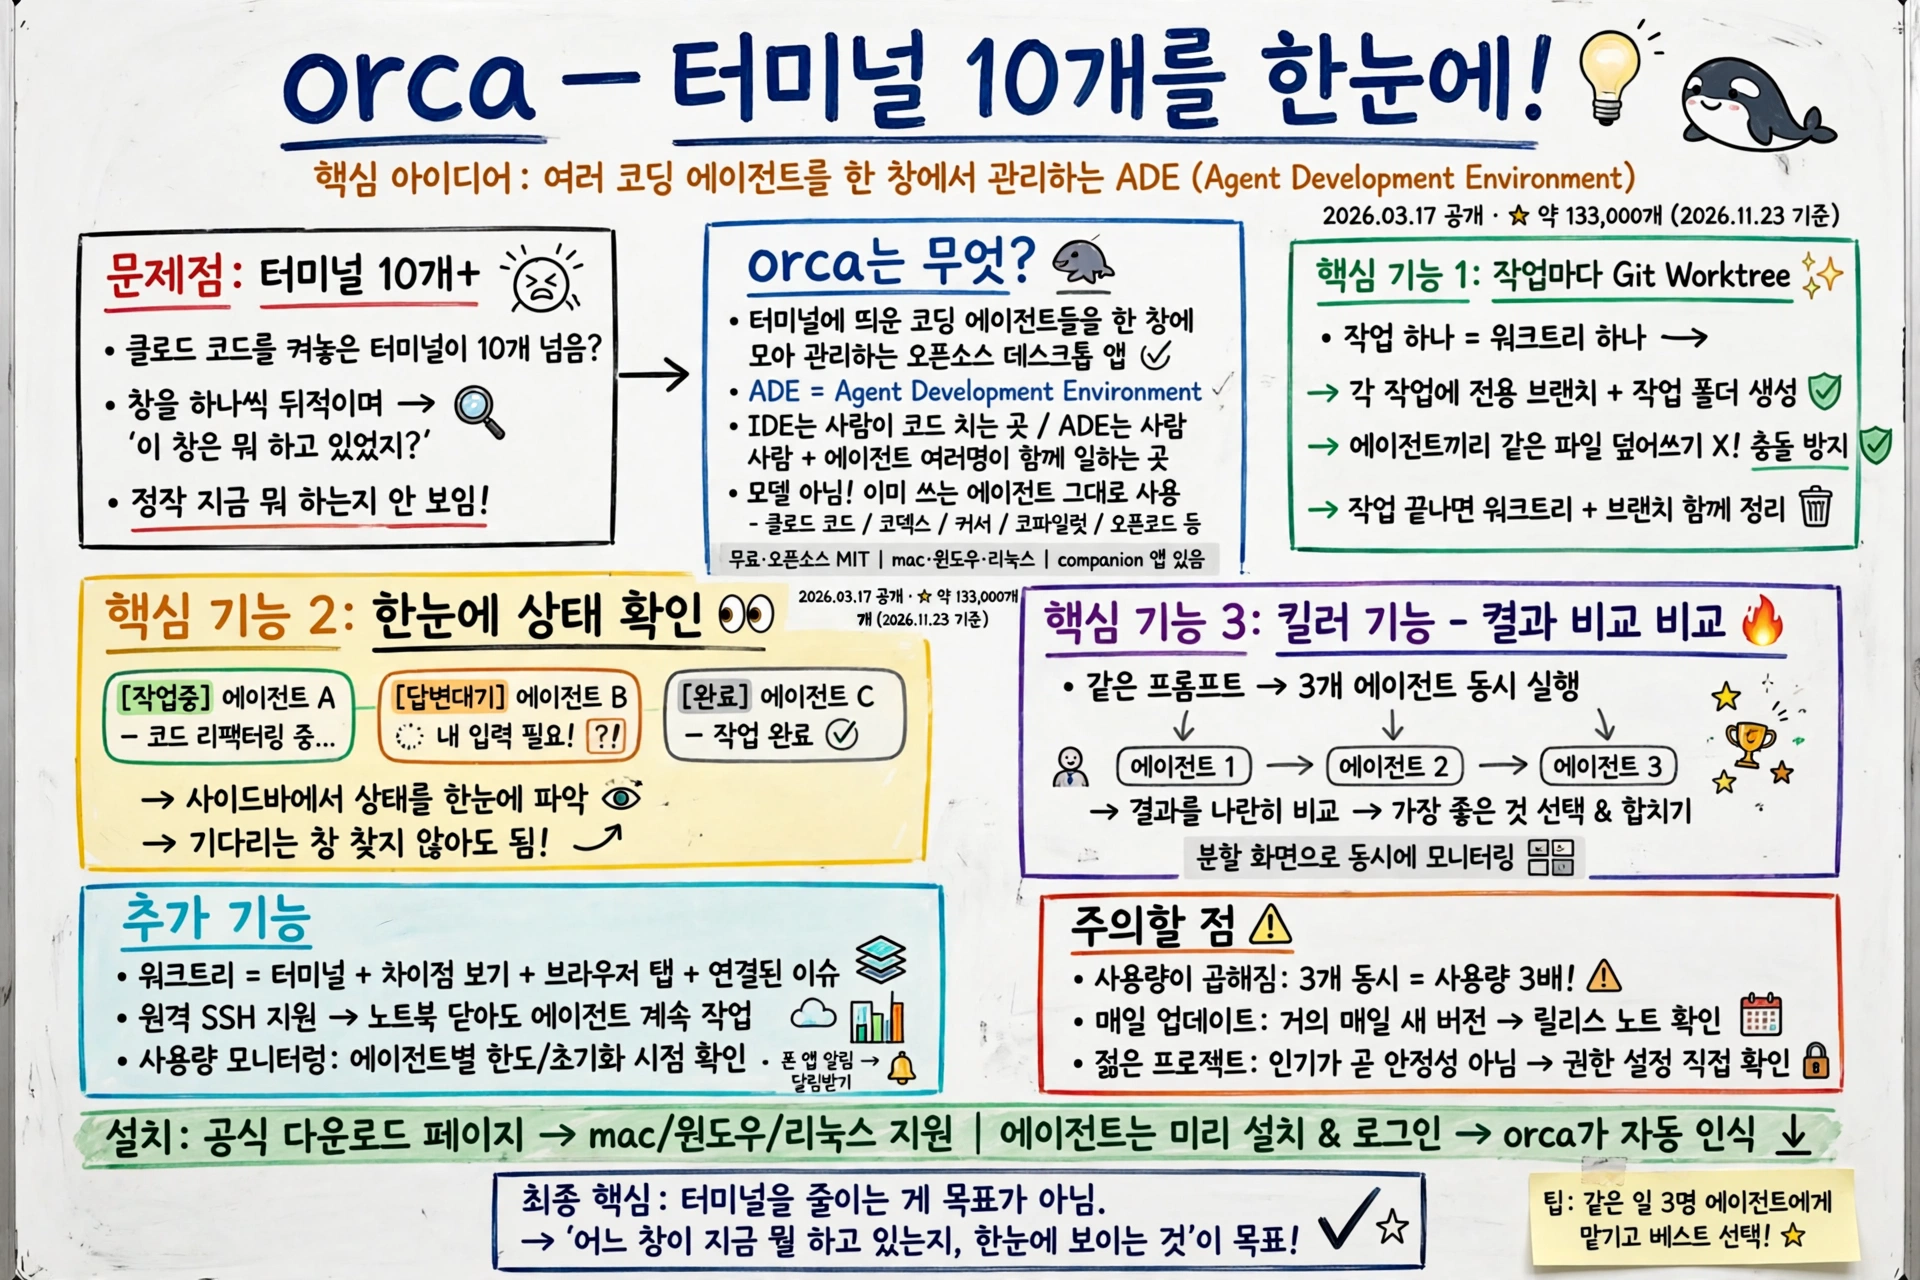 orca – 터미널 10개를 한눈에!
핵심 아이디어: 여러 코딩 에이전트를 한 창에서 관리하는 ADE (Agent Development Environment)
2026.03.17 공개 · ⭐ 약 133,000개 (2026.11.23 기준)
문제점: 터미널 10개+
• 클로드 코드를 켜놓은 터미널이 10개 넘음?
• 창을 하나씩 뒤적이며 →
‘이 창은 뭐 하고 있었지?’
• 정작 지금 뭐 하는지 안 보임!
orca는 무엇?
• 터미널에 띄운 코딩 에이전트들을 한 창에
모아 관리하는 오픈소스 데스크톱 앱
• ADE = Agent Development Environment
• IDE는 사람이 코드 치는 곳 / ADE는 사람
사람 + 에이전트 여러명이 함께 일하는 곳
• 모델 아님! 이미 쓰는 에이전트 그대로 사용
- 클로드 코드 / 코덱스 / 커서 / 코파일럿 / 오픈코드 등
무료·오픈소스 MIT | mac·윈도우·리눅스 | companion 앱 있음
핵심 기능 1: 작업마다 Git Worktree
• 작업 하나 = 워크트리 하나 →
→ 각 작업에 전용 브랜치 + 작업 폴더 생성
→ 에이전트끼리 같은 파일 덮어쓰기 X! 충돌 방지
→ 작업 끝나면 워크트리 + 브랜치 함께 정리
핵심 기능 2: 한눈에 상태 확인
2026.03.17 공개 · ⭐ 약 133,000개
개 (2026.11.23 기준)
[작업중] 에이전트 A
– 코드 리팩터링 중...
[답변대기] 에이전트 B
내 입력 필요! ?!
[완료] 에이전트 C
– 작업 완료
→ 사이드바에서 상태를 한눈에 파악
→ 기다리는 창 찾지 않아도 됨!
핵심 기능 3: 킬러 기능 - 결과 비교 비교
• 같은 프롬프트 → 3개 에이전트 동시 실행
에이전트 1 → 에이전트 2 → 에이전트 3
→ 결과를 나란히 비교 → 가장 좋은 것 선택 & 합치기
분할 화면으로 동시에 모니터링
추가 기능
• 워크트리 = 터미널 + 차이점 보기 + 브라우저 탭 + 연결된 이슈
• 원격 SSH 지원 → 노트북 닫아도 에이전트 계속 작업
• 사용량 모니터렁: 에이전트별 한도/초기화 시점 확인 · 폰 앱 알림 →
달림받기
주의할 점
• 사용량이 곱해짐: 3개 동시 = 사용량 3배!
• 매일 업데이트: 거의 매일 새 버전 → 릴리스 노트 확인
• 젊은 프로젝트: 인기가 곧 안정성 아님 → 권한 설정 직접 확인
설치: 공식 다운로드 페이지 → mac/윈도우/리눅스 지원 | 에이전트는 미리 설치 & 로그인 → orca가 자동 인식
최종 핵심: 터미널을 줄이는 게 목표가 아님.
→ ‘어느 창이 지금 뭘 하고 있는지, 한눈에 보이는 것’이 목표!
팁: 같은 일 3명 에이전트에게
맡기고 베스트 선택! ⭐